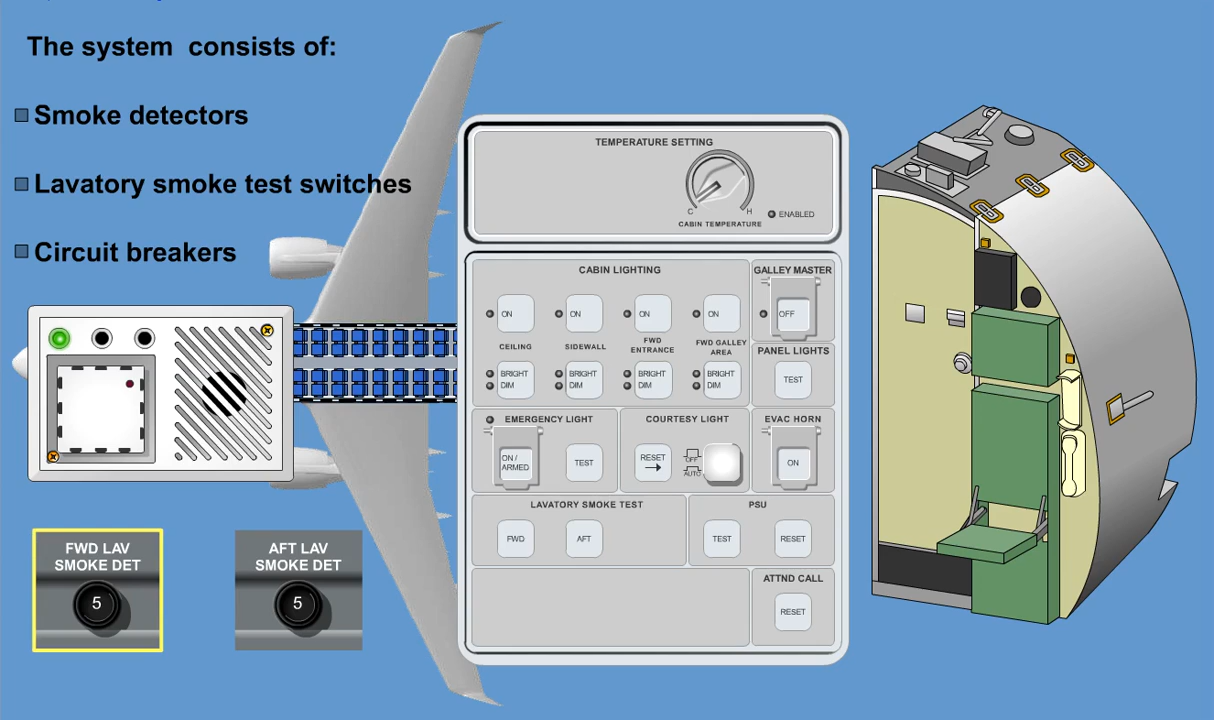 The system consists of:
Smoke detectors
Lavatory smoke test switches
Circuit breakers
FWD LAV
SMOKE DET
5
AFT LAV
SMOKE DET
5
TEMPERATURE SETTING
C
H
CABIN TEMPERATURE
ENABLED
CABIN LIGHTING
ON
ON
ON
ON
CEILING
SIDEWALL
FWD
ENTRANCE
FWD GALLEY
AREA
BRIGHT
DIM
BRIGHT
DIM
BRIGHT
DIM
BRIGHT
DIM
GALLEY MASTER
OFF
PANEL LIGHTS
TEST
EMERGENCY LIGHT
ON /
ARMED
TEST
COURTESY LIGHT
RESET
OFF
AUTO
EVAC HORN
ON
LAVATORY SMOKE TEST
FWD
AFT
PSU
TEST
RESET
ATTND CALL
RESET